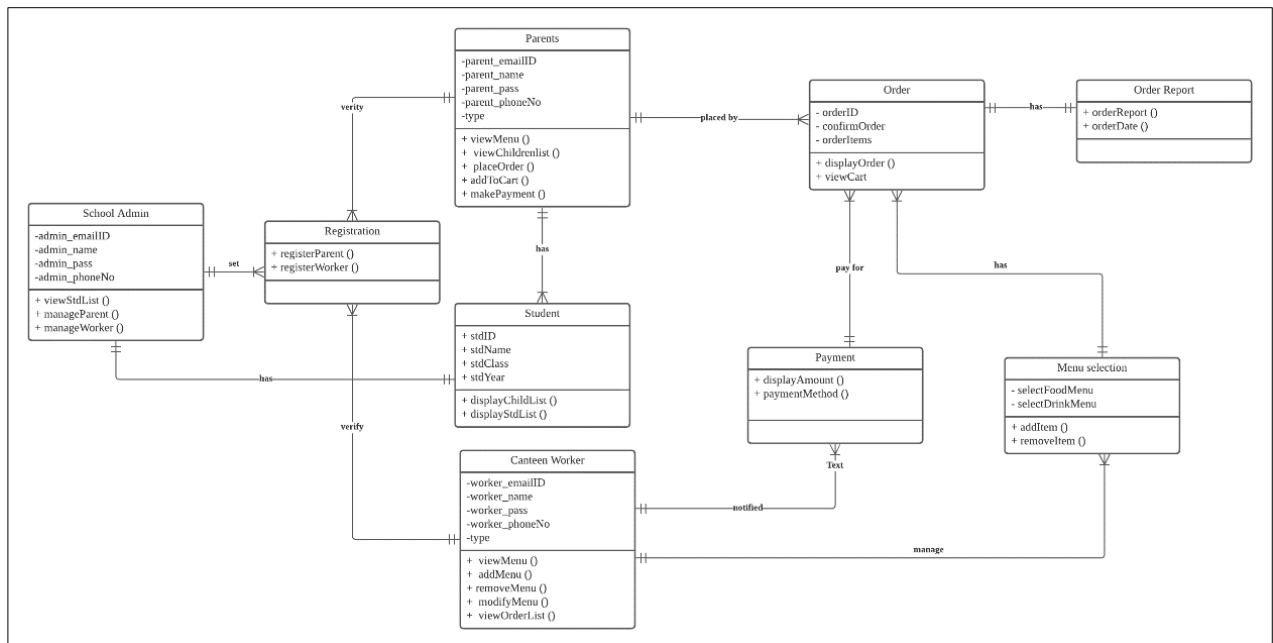 Parents
-parent_emailID
-parent_name
-parent_pass
-parent_phoneNo
-type
+ viewMenu ()
+ viewChildrenlist ()
+ placeOrder ()
+ addToCart ()
+ makePayment ()
verity
placed by
Order
- orderID
- confirmOrder
- orderItems
+ displayOrder ()
+ viewCart
has
Order Report
+ orderReport ()
+ orderDate ()
School Admin
-admin_emailID
-admin_name
-admin_pass
-admin_phoneNo
+ viewStdList ()
+ manageParent ()
+ manageWorker ()
set
Registration
+ registerParent ()
+ registerWorker ()
has
Student
+ stdID
+ stdName
+ stdClass
+ stdYear
+ displayChildList ()
+ displayStdList ()
has
verify
pay for
has
Payment
+ displayAmount ()
+ paymentMethod ()
Menu selection
- selectFoodMenu
- selectDrinkMenu
+ addItem ()
+ removeItem ()
Canteen Worker
-worker_emailID
-worker_name
-worker_pass
-worker_phoneNo
-type
+ viewMenu ()
+ addMenu ()
+ removeMenu ()
+ modifyMenu ()
+ viewOrderList ()
Text
notified
manage